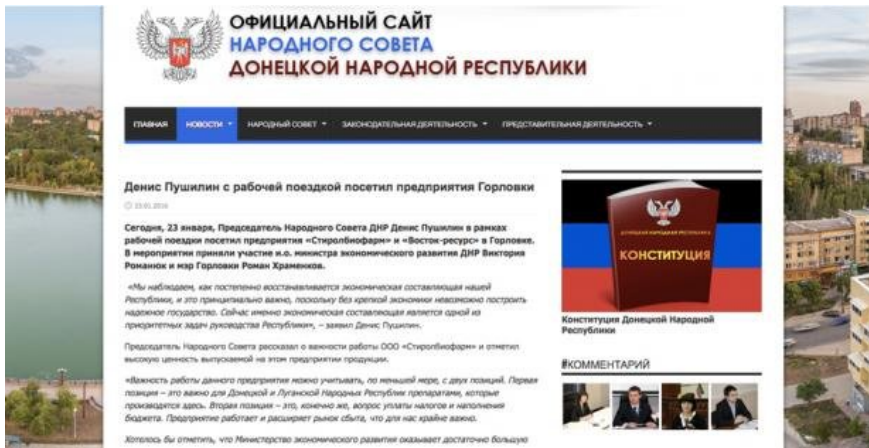 ОФИЦИАЛЬНЫЙ САЙТ
НАРОДНОГО СОВЕТА
ДОНЕЦКОЙ НАРОДНОЙ РЕСПУБЛИКИ
ГЛАВНАЯ НОВОСТИ НАРОДНЫЙ СОВЕТ ЗАКОНОДАТЕЛЬНАЯ ДЕЯТЕЛЬНОСТЬ ПРЕДСТАВИТЕЛЬНАЯ ДЕЯТЕЛЬНОСТЬ
Денис Пушилин с рабочей поездкой посетил предприятия Горловки
23.01.2016
Сегодня, 23 января, Председатель Народного Совета ДНР Денис Пушилин в рамках
рабочей поездки посетил предприятия «Стиролбиофарм» и «Восток-ресурс» в Горловке.
В мероприятии приняли участие и.о. министра экономического развития ДНР Виктория
Романюк и мэр Горловки Роман Храменков.
«Мы наблюдаем, как постепенно восстанавливается экономическая составляющая нашей
Республики, и это принципиально важно, поскольку без крепкой экономики невозможно построить
надежное государство. Сейчас именно экономическая составляющая является одной из
приоритетных задач руководства Республики», – заявил Денис Пушилин.
Председатель Народного Совета рассказал о важности работы ООО «Стиролбиофарм» и отметил
высокую ценность выпускаемой на этом предприятии продукции.
«Важность работы данного предприятия можно учитывать, по меньшей мере, с двух позиций. Первая
позиция – это важно для Донецкой и Луганской Народных Республик препаратами, которые
производятся здесь. Вторая позиция – это, конечно же, вопрос уплаты налогов и наполнения
бюджета. Предприятие работает и расширяет рынок сбыта, что для нас крайне важно.
Хотелось бы отметить, что Министерство экономического развития оказывает достаточно большую
ДОНЕЦКАЯ НАРОДНАЯ РЕСПУБЛИКА
КОНСТИТУЦИЯ
Конституция Донецкой Народной
Республики
#КОММЕНТАРИЙ